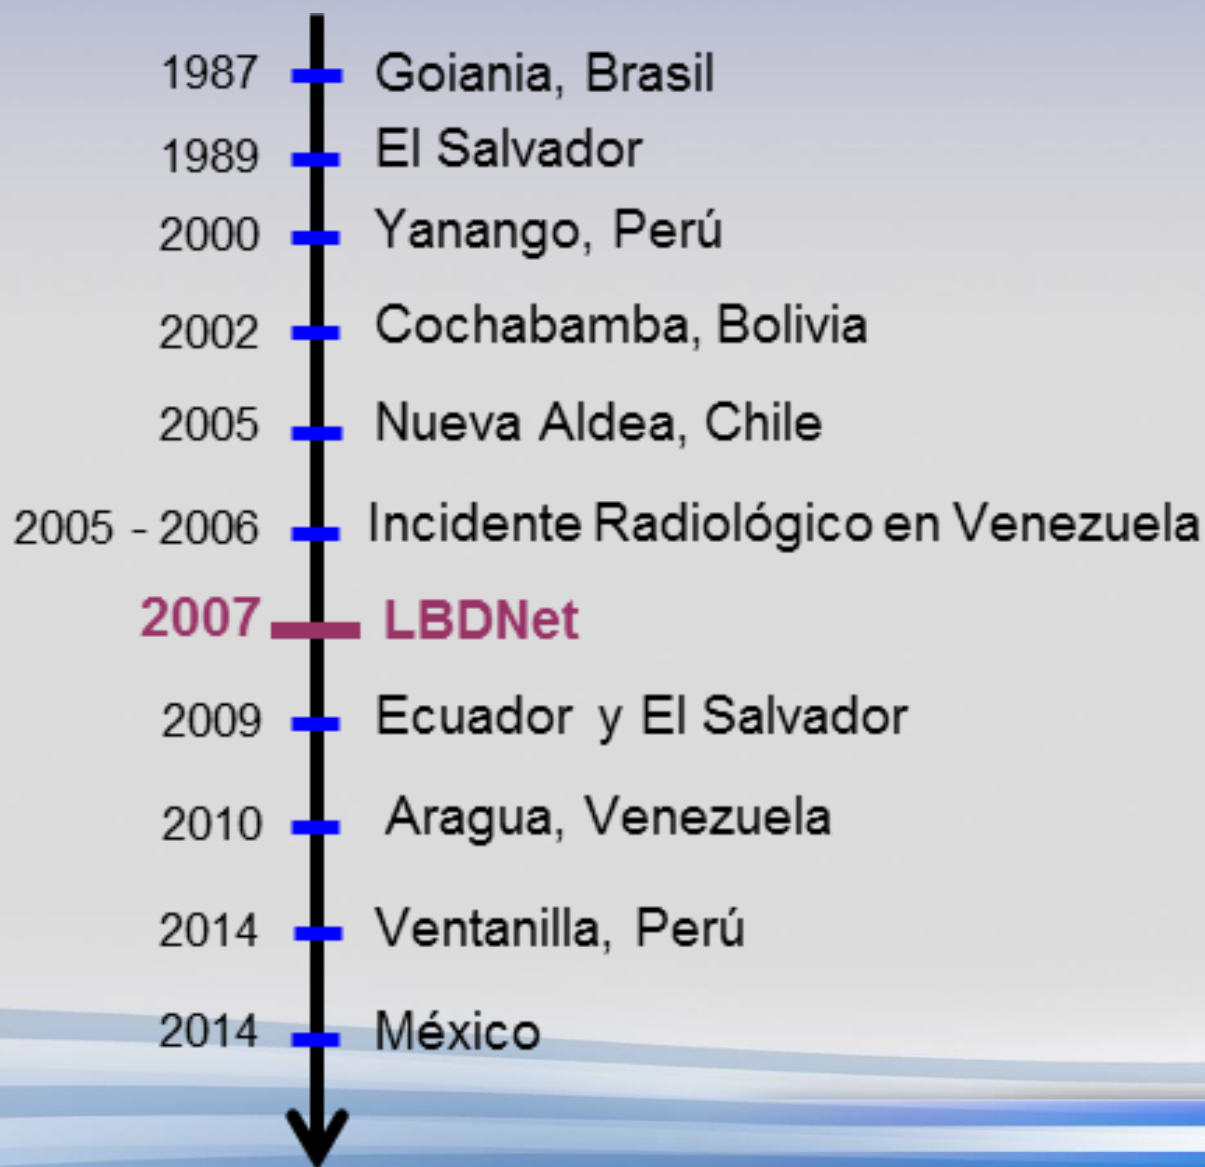 1987 Goiania, Brasil
1989 El Salvador
2000 Yanango, Perú
2002 Cochabamba, Bolivia
2005 Nueva Aldea, Chile
2005 - 2006 Incidente Radiológico en Venezuela
2007 LBDNet
2009 Ecuador y El Salvador
2010 Aragua, Venezuela
2014 Ventanilla, Perú
2014 México